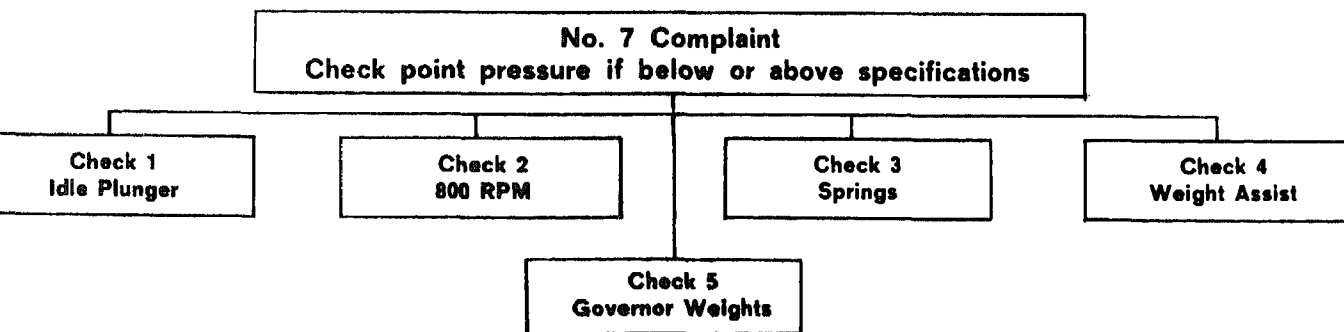 No. 7 Complaint
Check point pressure if below or above specifications
Check 1
Idle Plunger
Check 2
800 RPM
Check 3
Springs
Check 4
Weight Assist
Check 5
Governor Weights